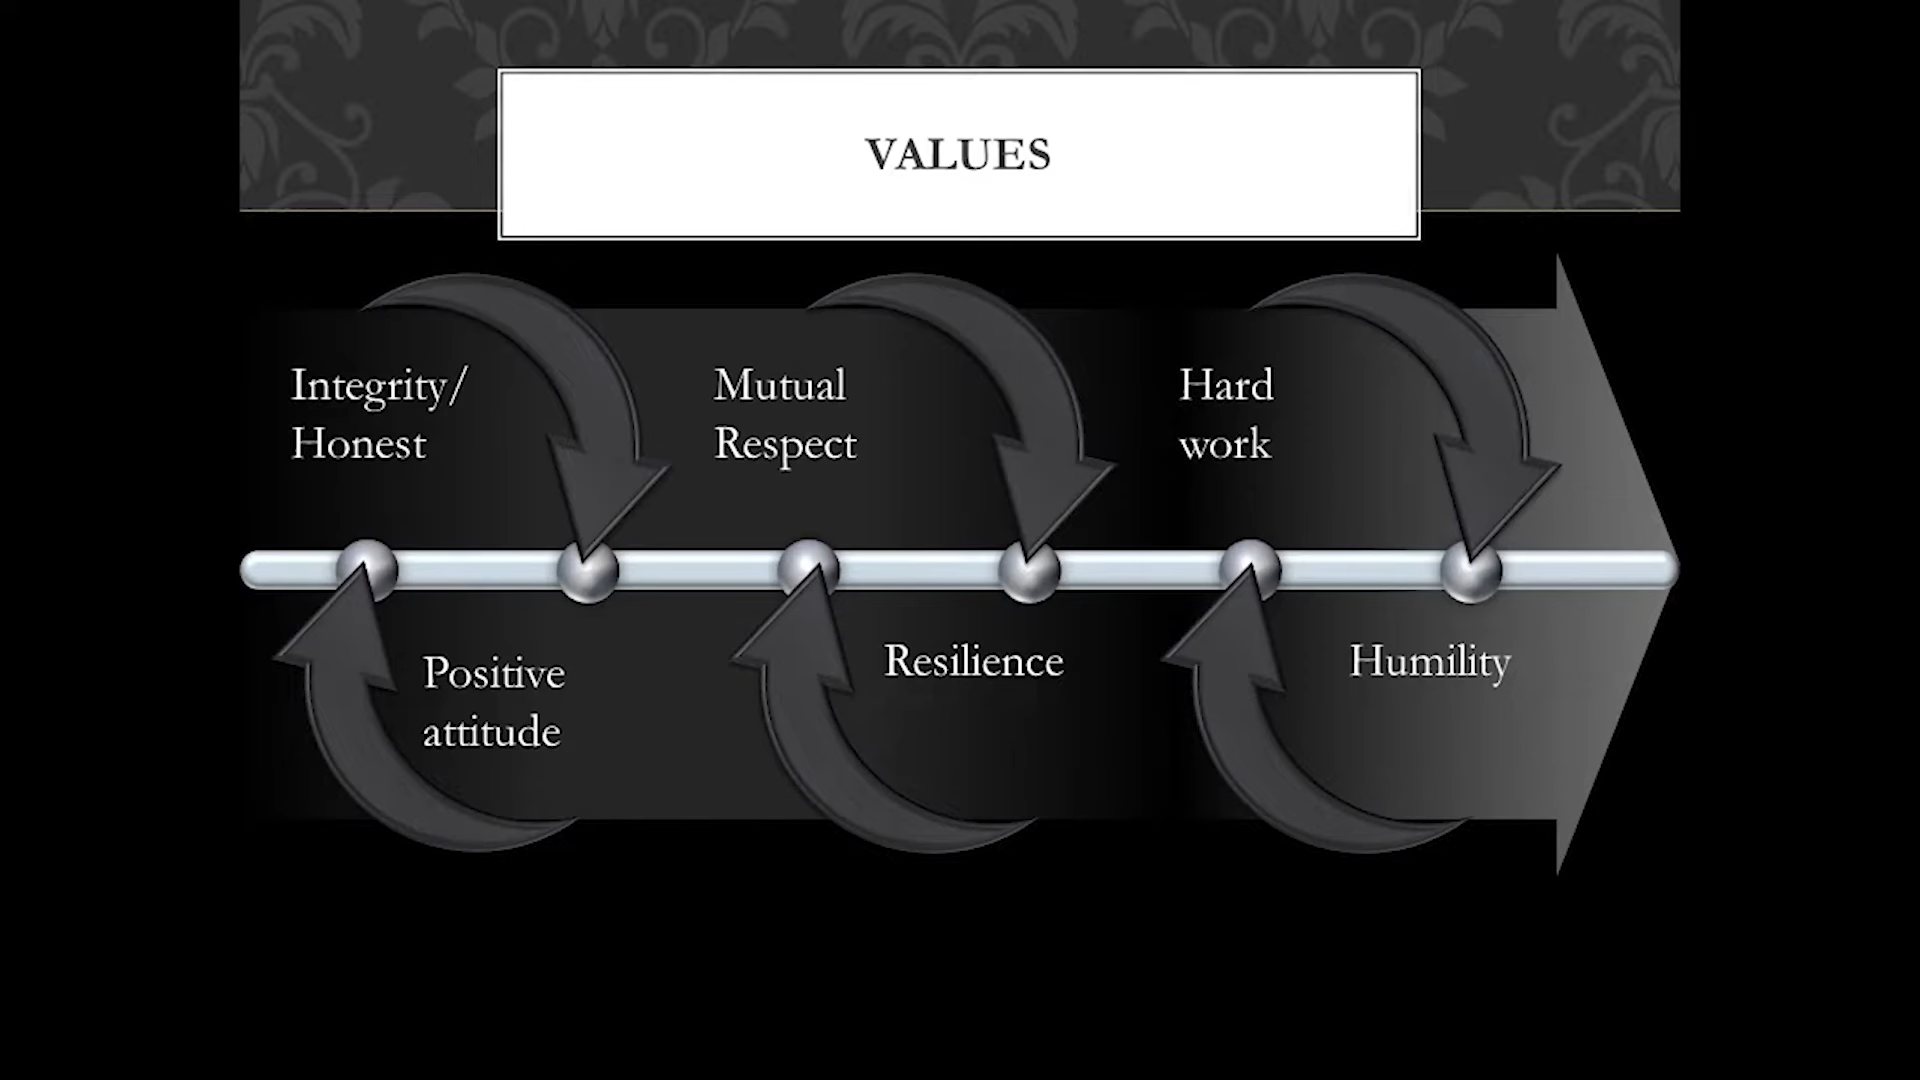 VALUES
Integrity/
Honest
Mutual
Respect
Hard
work
Positive
attitude
Resilience
Humility